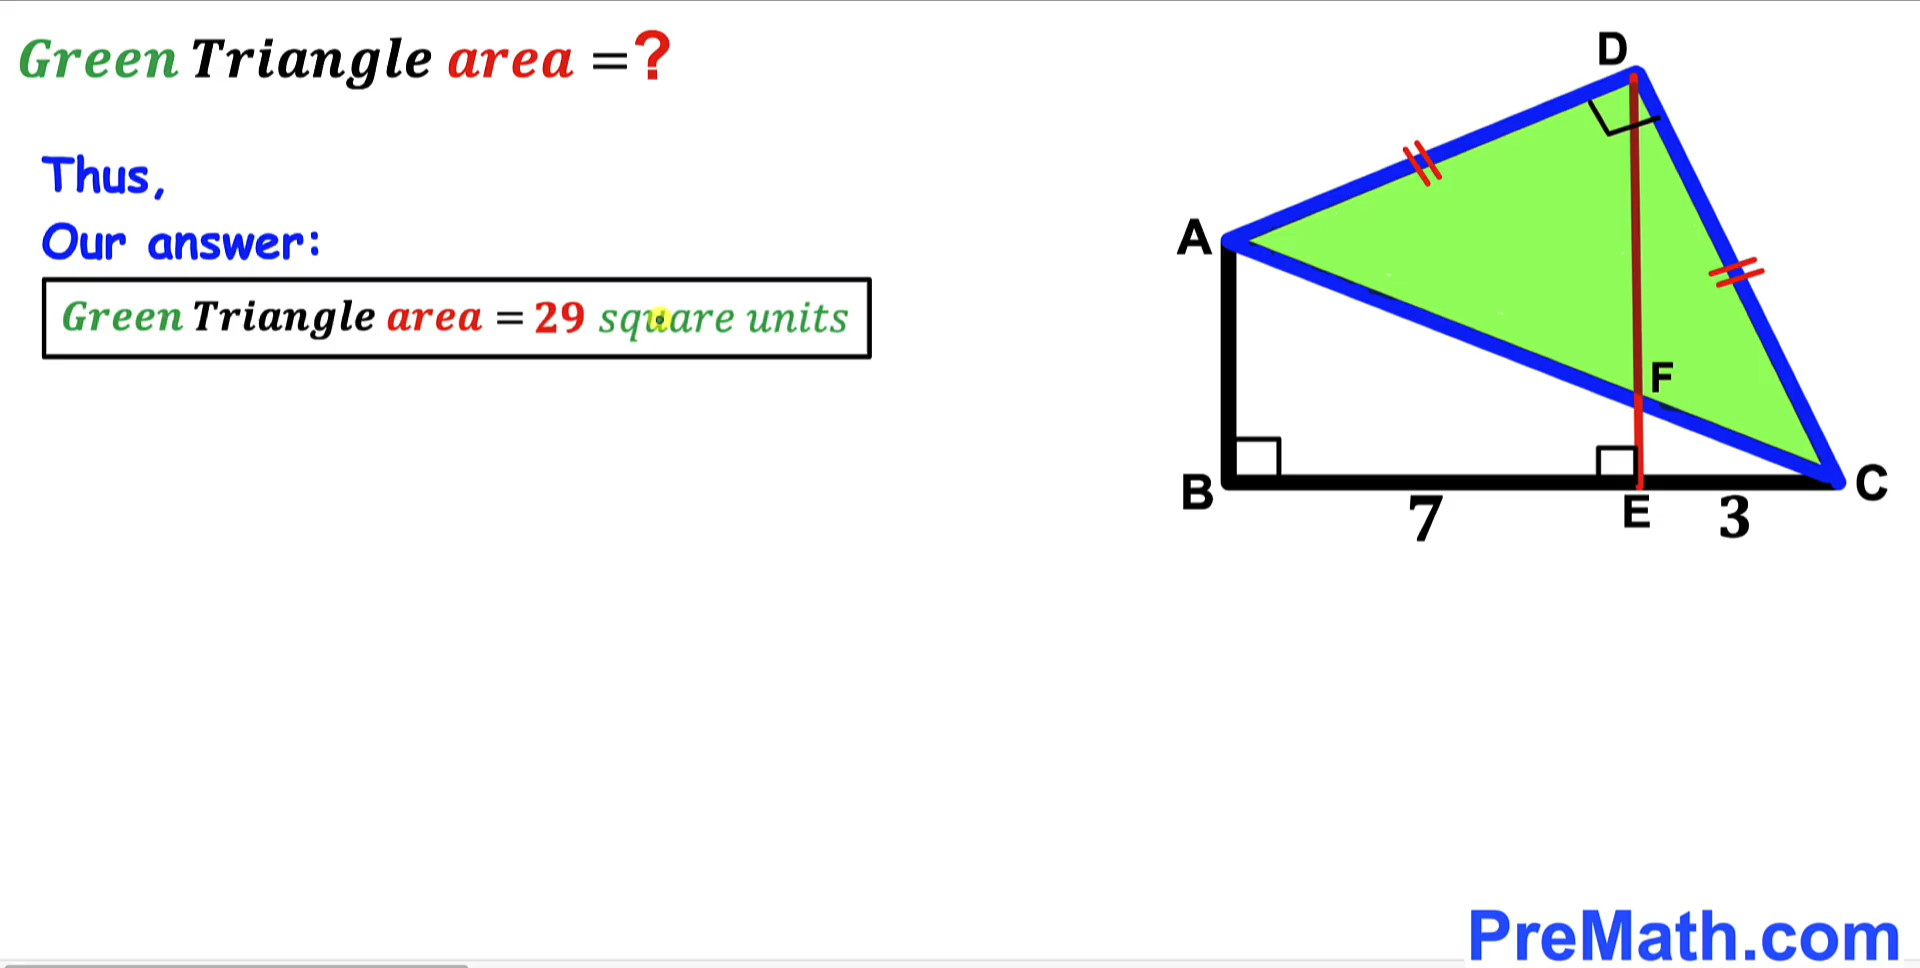 Green Triangle area =?
Thus,
Our answer:
Green Triangle area = 29 square units
D
A
F
B
E
C
7
3
PreMath.com